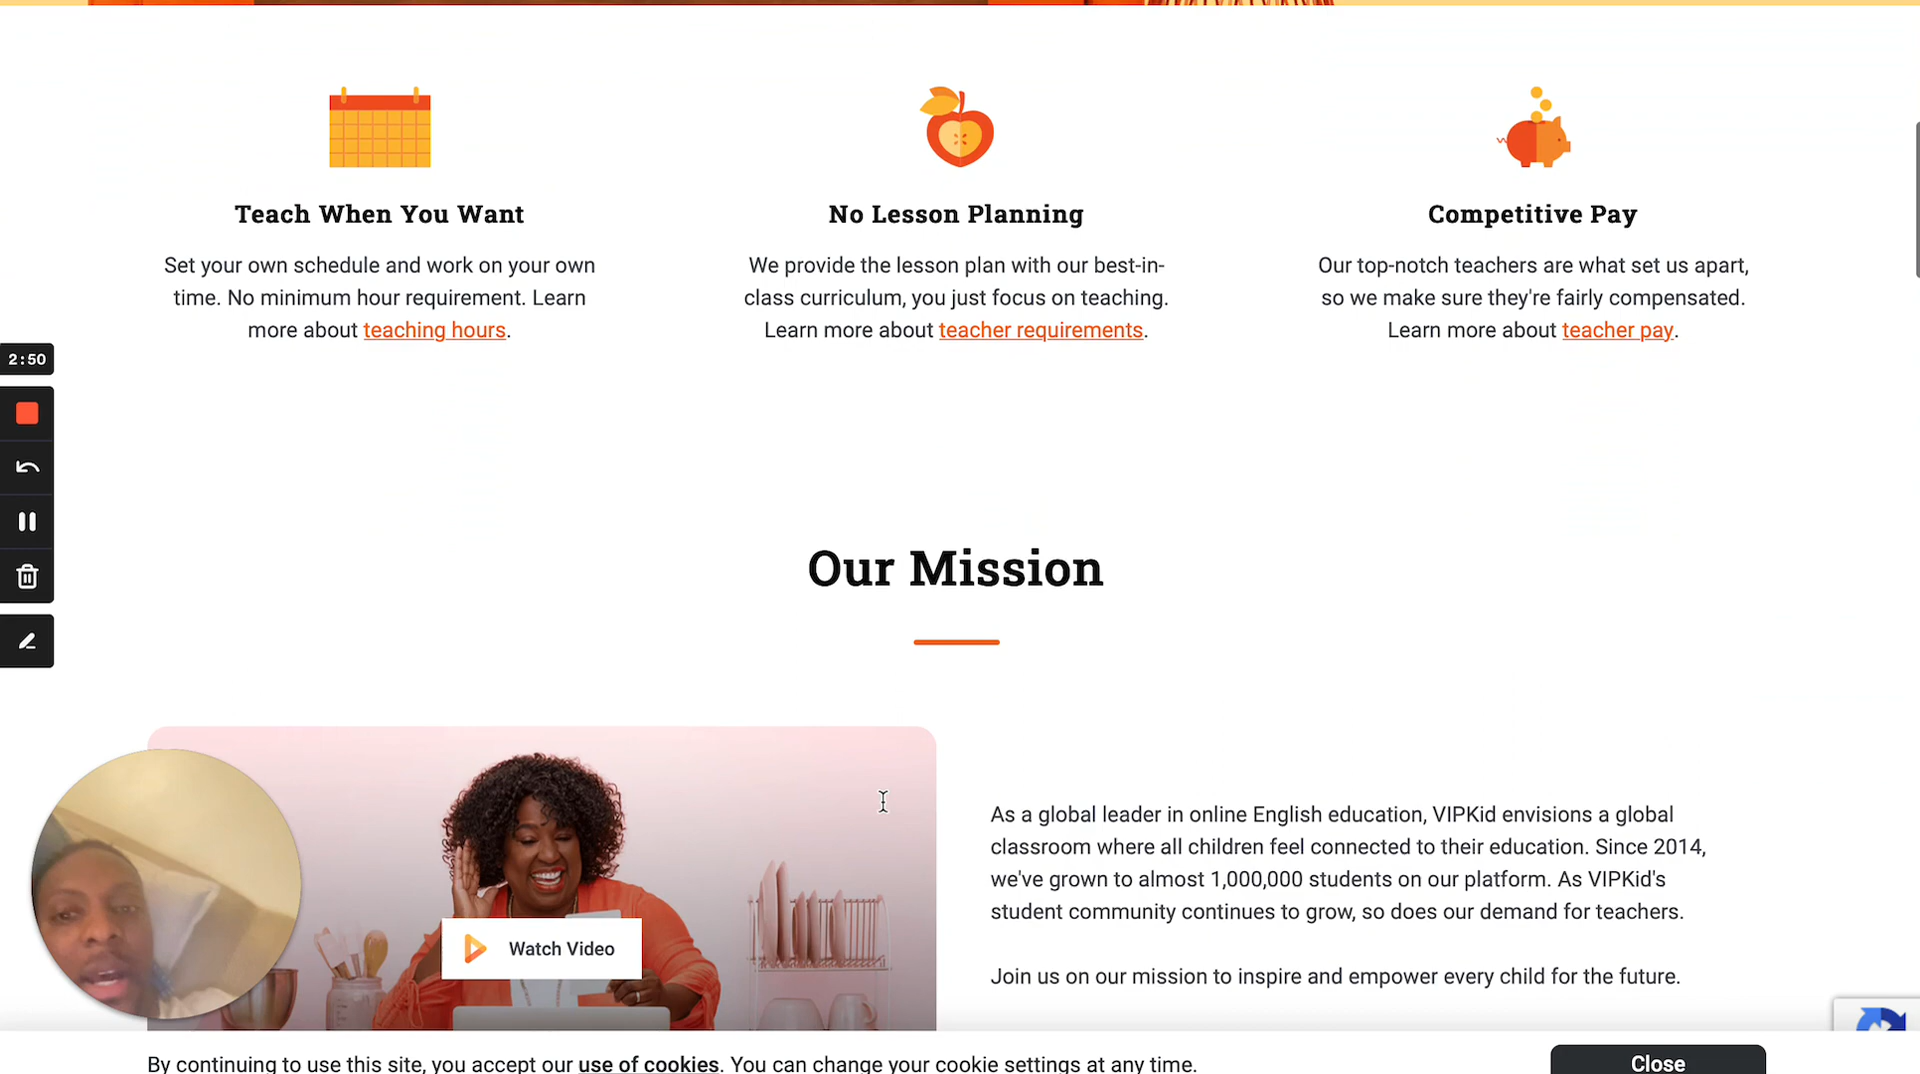 Teach When You Want
Set your own schedule and work on your own
time. No minimum hour requirement. Learn
more about teaching hours.
No Lesson Planning
We provide the lesson plan with our best-in-
class curriculum, you just focus on teaching.
Learn more about teacher requirements.
Competitive Pay
Our top-notch teachers are what set us apart,
so we make sure they're fairly compensated.
Learn more about teacher pay.
2:50
Our Mission
Watch Video
As a global leader in online English education, VIPKid envisions a global
classroom where all children feel connected to their education. Since 2014,
we've grown to almost 1,000,000 students on our platform. As VIPKid's
student community continues to grow, so does our demand for teachers.
Join us on our mission to inspire and empower every child for the future.
By continuing to use this site, you accept our use of cookies. You can change your cookie settings at any time.
Close